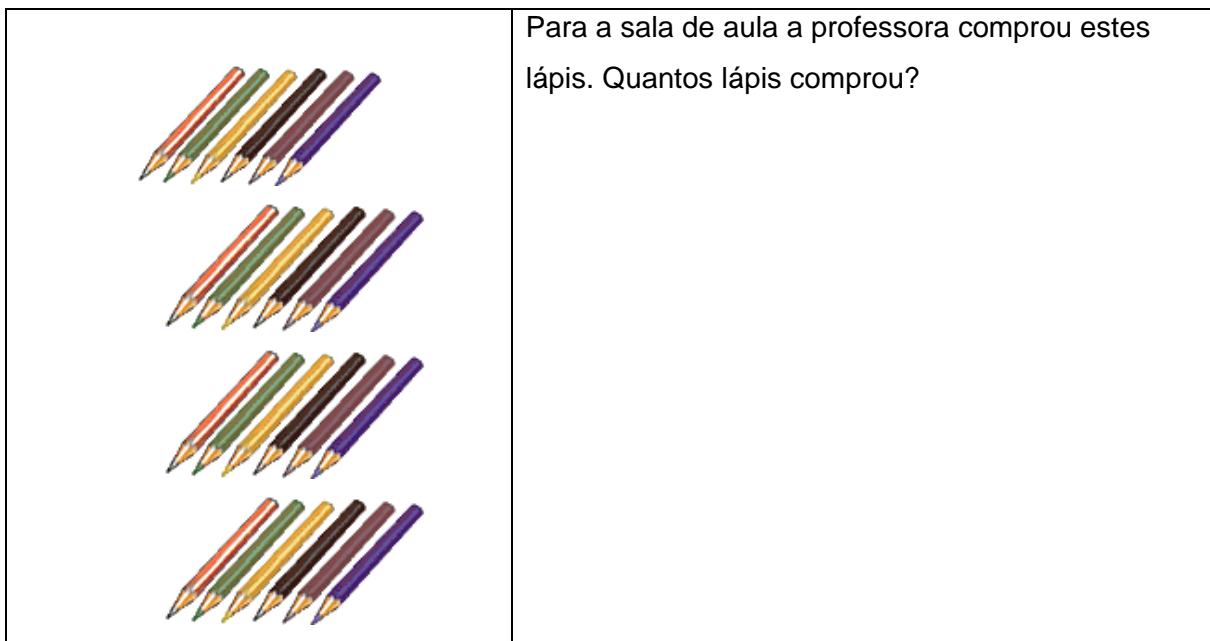 Para a sala de aula a professora comprou estes
lápis. Quantos lápis comprou?